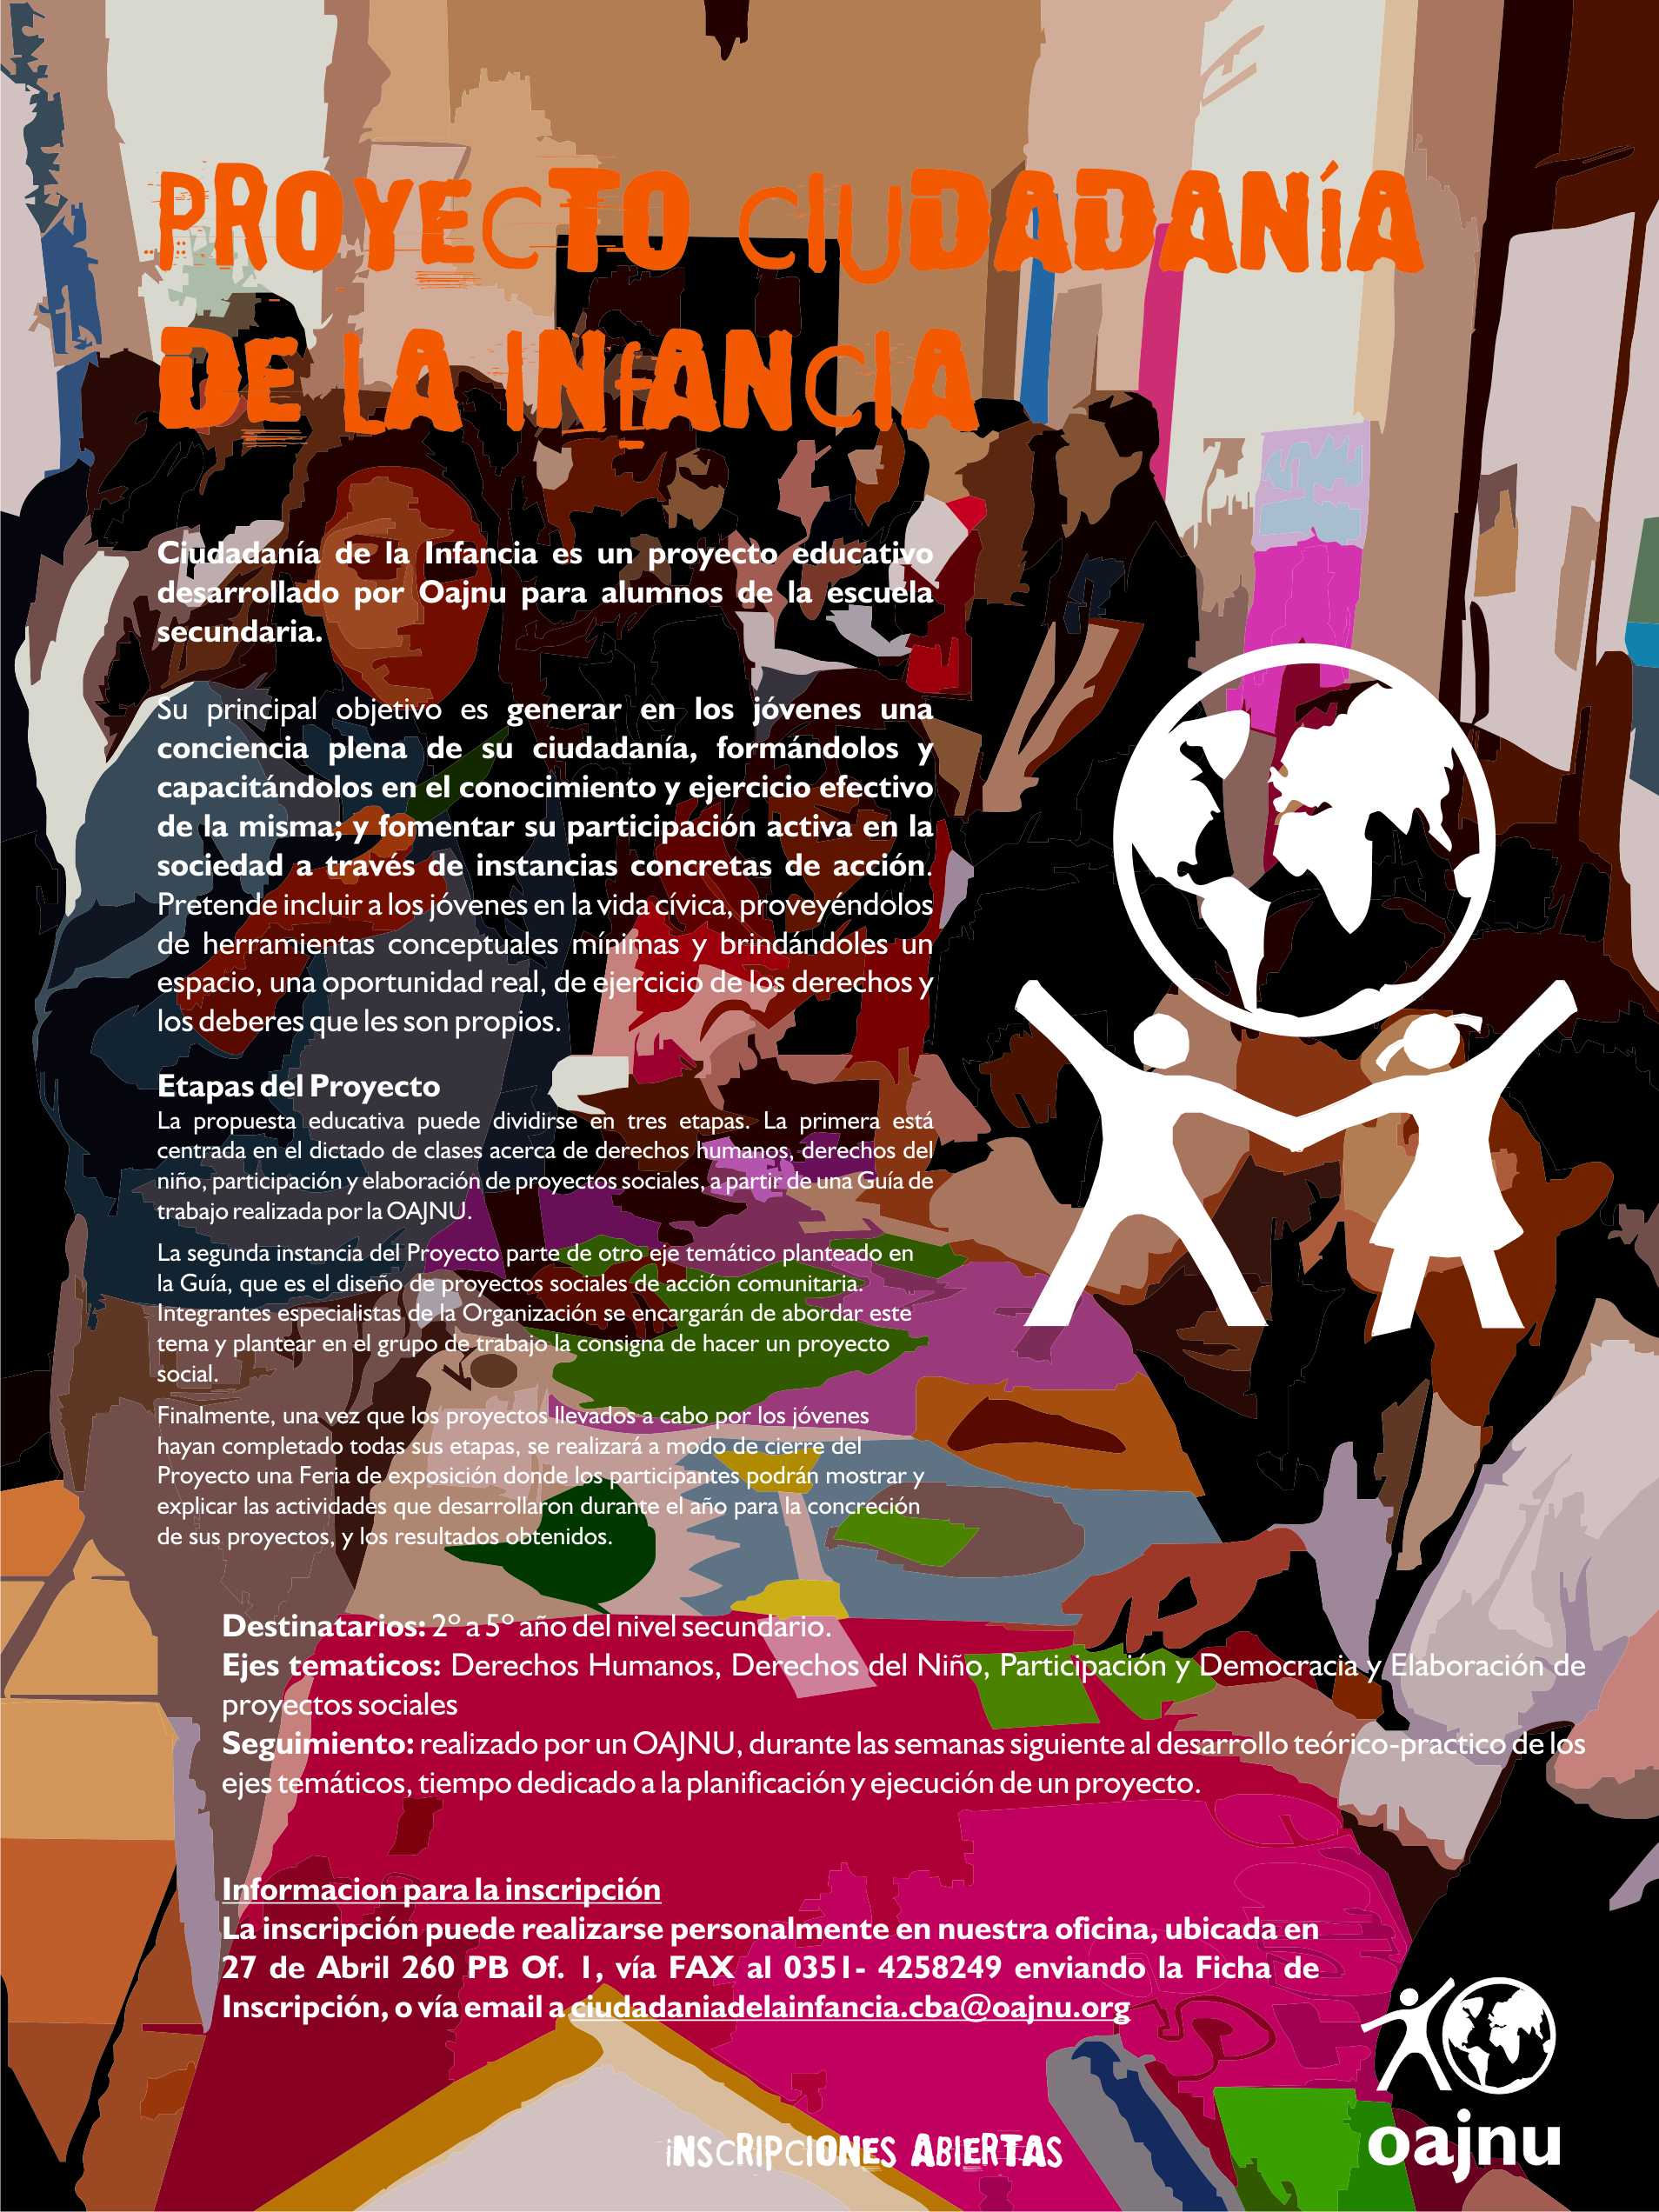 PROYECTO CIUDADANÍA
DE LA INFANCIA
Ciudadanía de la Infancia es un proyecto educativo
desarrollado por Oajnu para alumnos de la escuela
secundaria.
Su principal objetivo es generar en los jóvenes una
conciencia plena de su ciudadanía, formándolos y
capacitándolos en el conocimiento y ejercicio efectivo
de la misma; y fomentar su participación activa en la
sociedad a través de instancias concretas de acción.
Pretende incluir a los jóvenes en la vida cívica, proveyéndolos
de herramientas conceptuales mínimas y brindándoles un
espacio, una oportunidad real, de ejercicio de los derechos y
los deberes que les son propios.
Etapas del Proyecto
La propuesta educativa puede dividirse en tres etapas. La primera está
centrada en el dictado de clases acerca de derechos humanos, derechos del
niño, participación y elaboración de proyectos sociales, a partir de una Guía de
trabajo realizada por la OAJNU.
La segunda instancia del Proyecto parte de otro eje temático planteado en
la Guía, que es el diseño de proyectos sociales de acción comunitaria.
Integrantes especialistas de la Organización se encargarán de abordar este
tema y plantear en el grupo de trabajo la consigna de hacer un proyecto
social.
Finalmente, una vez que los proyectos llevados a cabo por los jóvenes
hayan completado todas sus etapas, se realizará a modo de cierre del
Proyecto una Feria de exposición donde los participantes podrán mostrar y
explicar las actividades que desarrollaron durante el año para la concreción
de sus proyectos, y los resultados obtenidos.
Destinatarios: 2º a 5º año del nivel secundario.
Ejes tematicos: Derechos Humanos, Derechos del Niño, Participación y Democracia y Elaboración de
proyectos sociales
Seguimiento: realizado por un OAJNU, durante las semanas siguiente al desarrollo teórico-practico de los
ejes temáticos, tiempo dedicado a la planificación y ejecución de un proyecto.
Informacion para la inscripción
La inscripción puede realizarse personalmente en nuestra oficina, ubicada en
27 de Abril 260 PB Of. 1, vía FAX al 0351- 4258249 enviando la Ficha de
Inscripción, o vía email a ciudadaniadelainfancia.cba@oajnu.org
INSCRIPCIONES ABIERTAS
oajnu